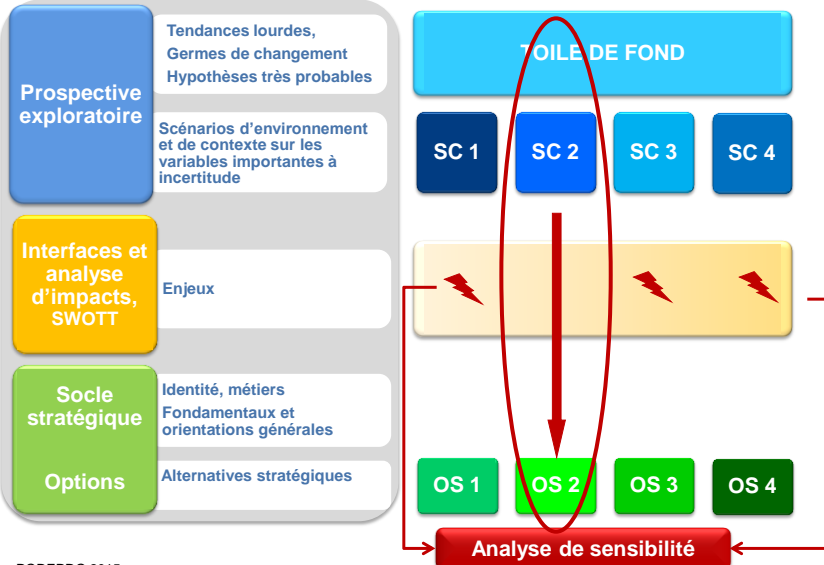 Prospective
exploratoire
Tendances lourdes,
Germes de changement
Hypothèses très probables
Scénarios d'environnement
et de contexte sur les
variables importantes à
incertitude
TOILE DE FOND
SC 1
SC 2
SC 3
SC 4
Interfaces et
analyse
d'impacts,
SWOTT
Enjeux
Socle
stratégique
Identité, métiers
Fondamentaux et
orientations générales
Options
Alternatives stratégiques
OS 1
OS 2
OS 3
OS 4
Analyse de sensibilité